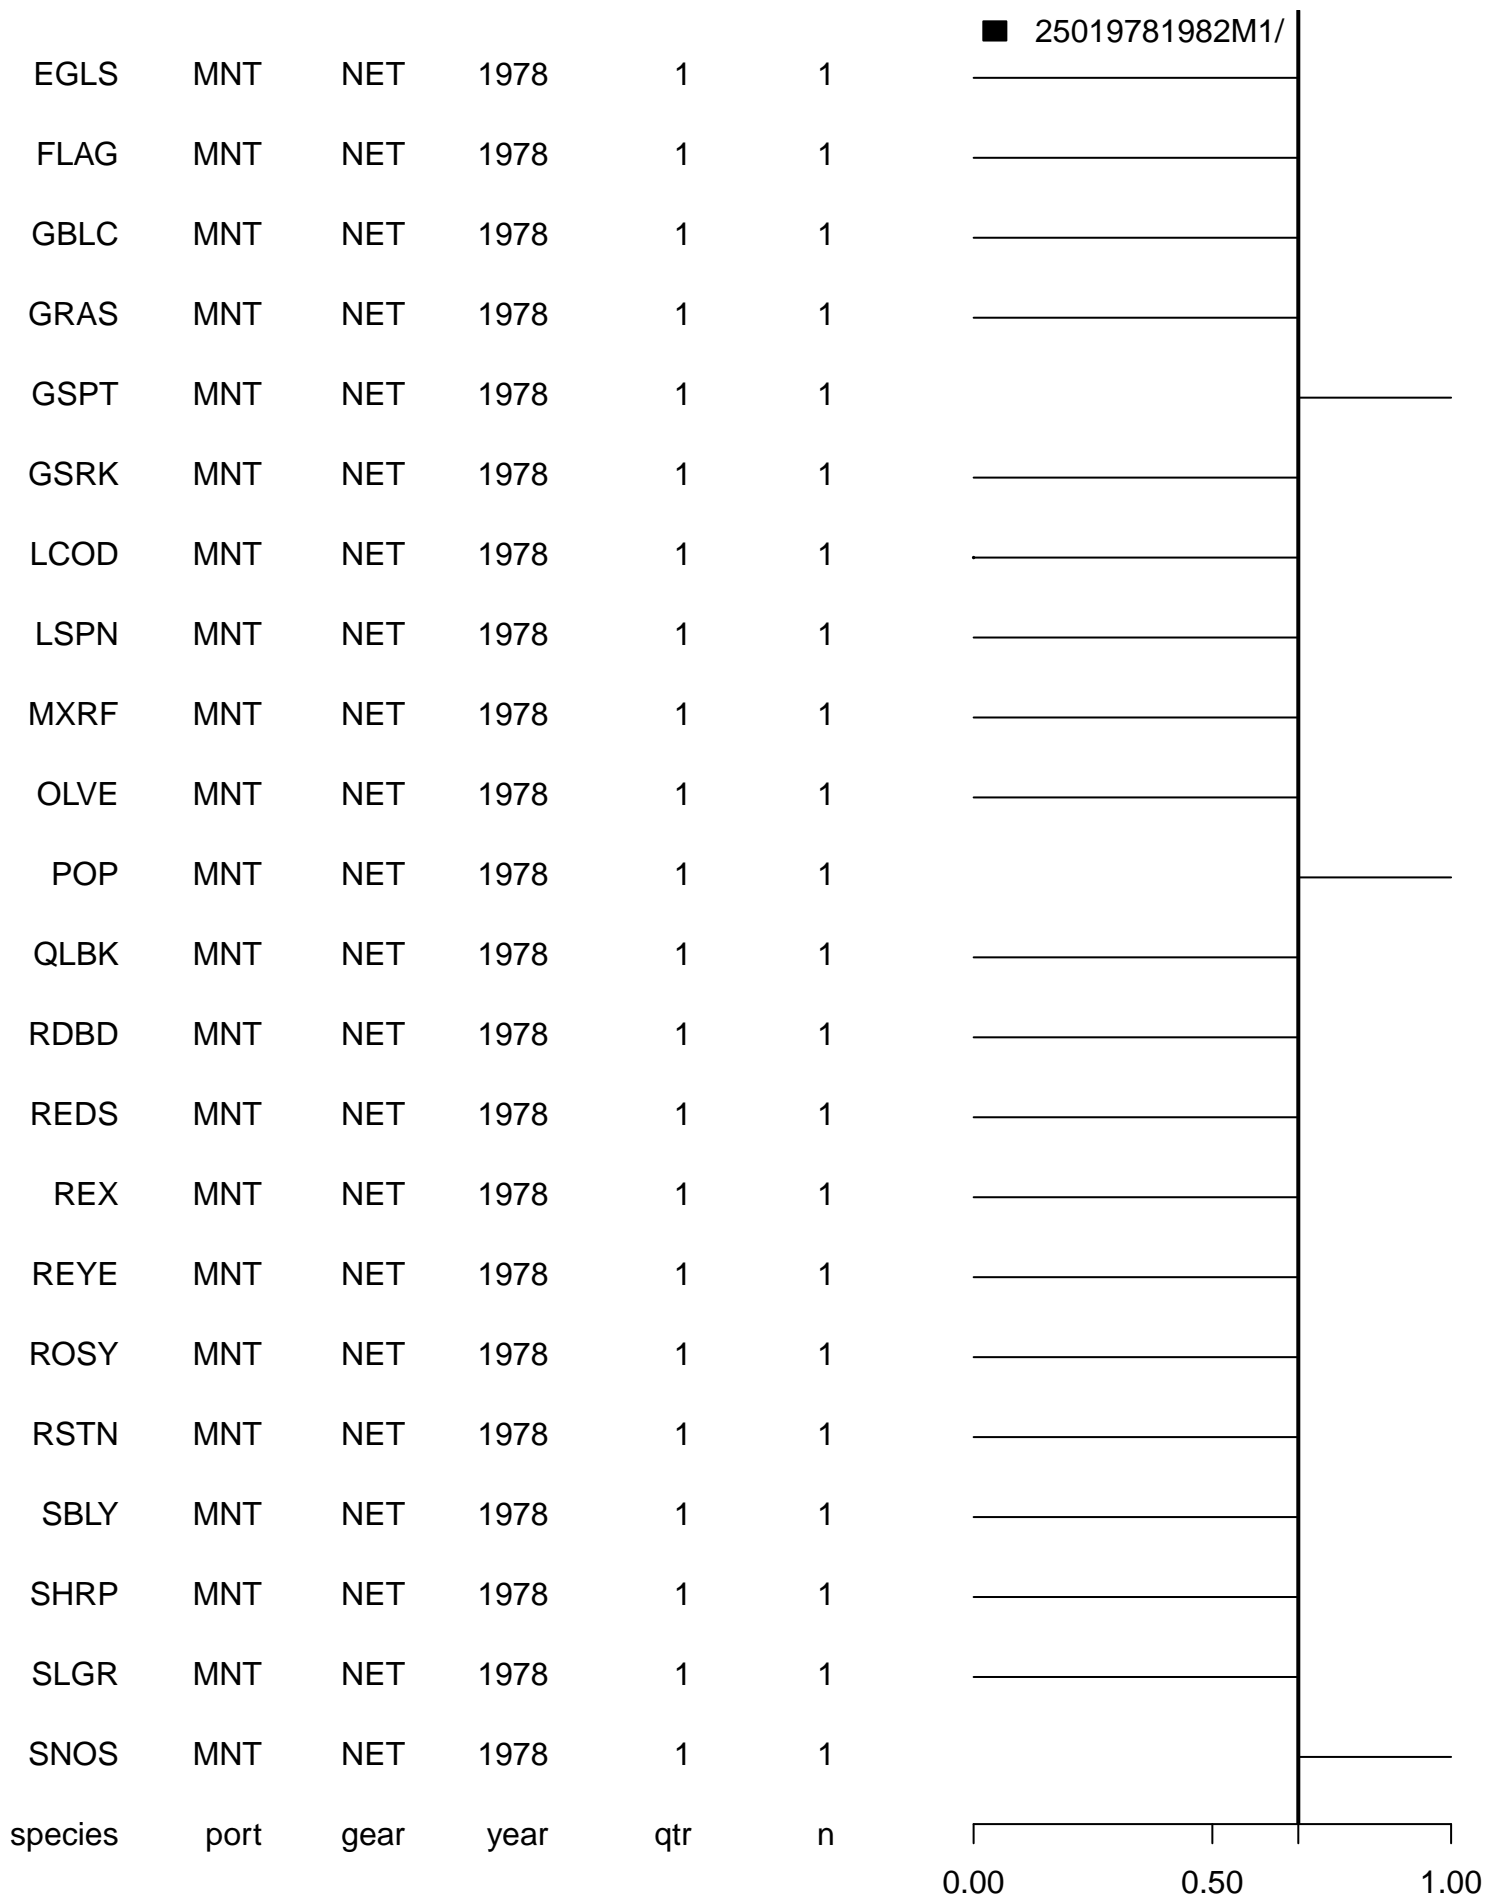 25019781982M1/
EGLS MNT NET 1978 1 1
FLAG MNT NET 1978 1 1
GBLC MNT NET 1978 1 1
GRAS MNT NET 1978 1 1
GSPT MNT NET 1978 1 1
GSRK MNT NET 1978 1 1
LCOD MNT NET 1978 1 1
LSPN MNT NET 1978 1 1
MXRF MNT NET 1978 1 1
OLVE MNT NET 1978 1 1
POP MNT NET 1978 1 1
QLBK MNT NET 1978 1 1
RDBD MNT NET 1978 1 1
REDS MNT NET 1978 1 1
REX MNT NET 1978 1 1
REYE MNT NET 1978 1 1
ROSY MNT NET 1978 1 1
RSTN MNT NET 1978 1 1
SBLY MNT NET 1978 1 1
SHRP MNT NET 1978 1 1
SLGR MNT NET 1978 1 1
SNOS MNT NET 1978 1 1
species port gear year qtr n
0.00 0.50 1.00